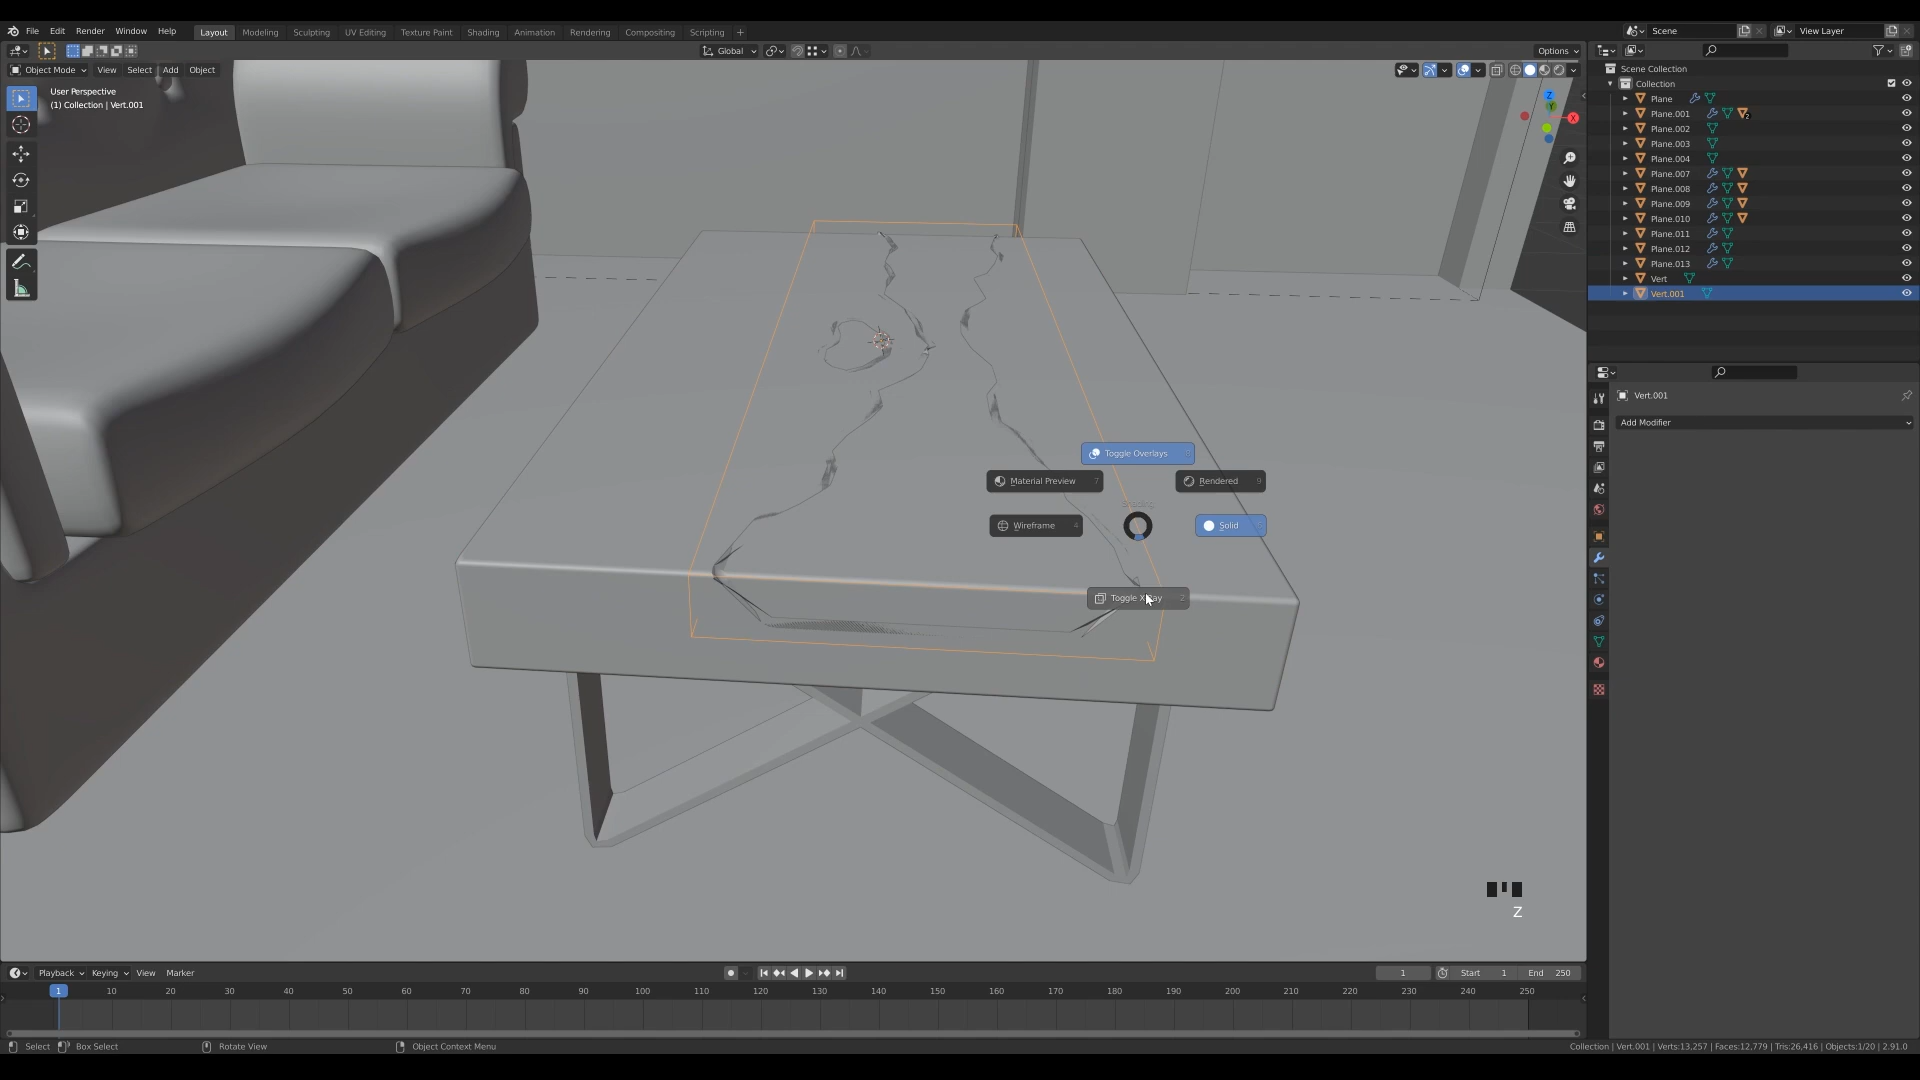 File Edit Render Window Help
Layout Modeling Sculpting UV Editing Texture Paint Shading Animation Rendering Compositing Scripting +
Scene
View Layer
Global
Options
Object Mode View Select Add Object
User Perspective
(1) Collection | Vert.001
Z
Y
X
Scene Collection
Collection
Plane
Plane.001
2
Plane.002
Plane.003
Plane.004
Plane.007
Plane.008
Plane.009
Plane.010
Plane.011
Plane.012
Plane.013
Vert
Vert.001
Vert.001
Add Modifier
Toggle Overlays
Material Preview 7
Rendered 9
Wireframe 4
Solid
Toggle X
ay 2
Z
Playback Keying View Marker
1
Start 1
End 250
1 10 20 30 40 50 60 70 80 90 100 110 120 130 140 150 160 170 180 190 200 210 220 230 240 250
Select Box Select Rotate View Object Context Menu
Collection | Vert.001 | Verts:13,257 | Faces:12,779 | Tris:26,416 | Objects:1/20 | 2.91.0